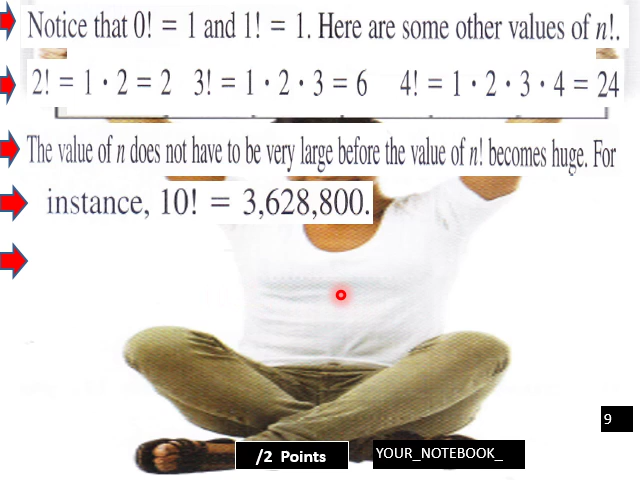 Notice that 0! = 1 and 1! = 1. Here are some other values of n!.
2! = 1 · 2 = 2 3! = 1 · 2 · 3 = 6 4! = 1 · 2 · 3 · 4 = 24
The value of n does not have to be very large before the value of n! becomes huge. For
instance, 10! = 3,628,800.
9
/2 Points
YOUR_NOTEBOOK_